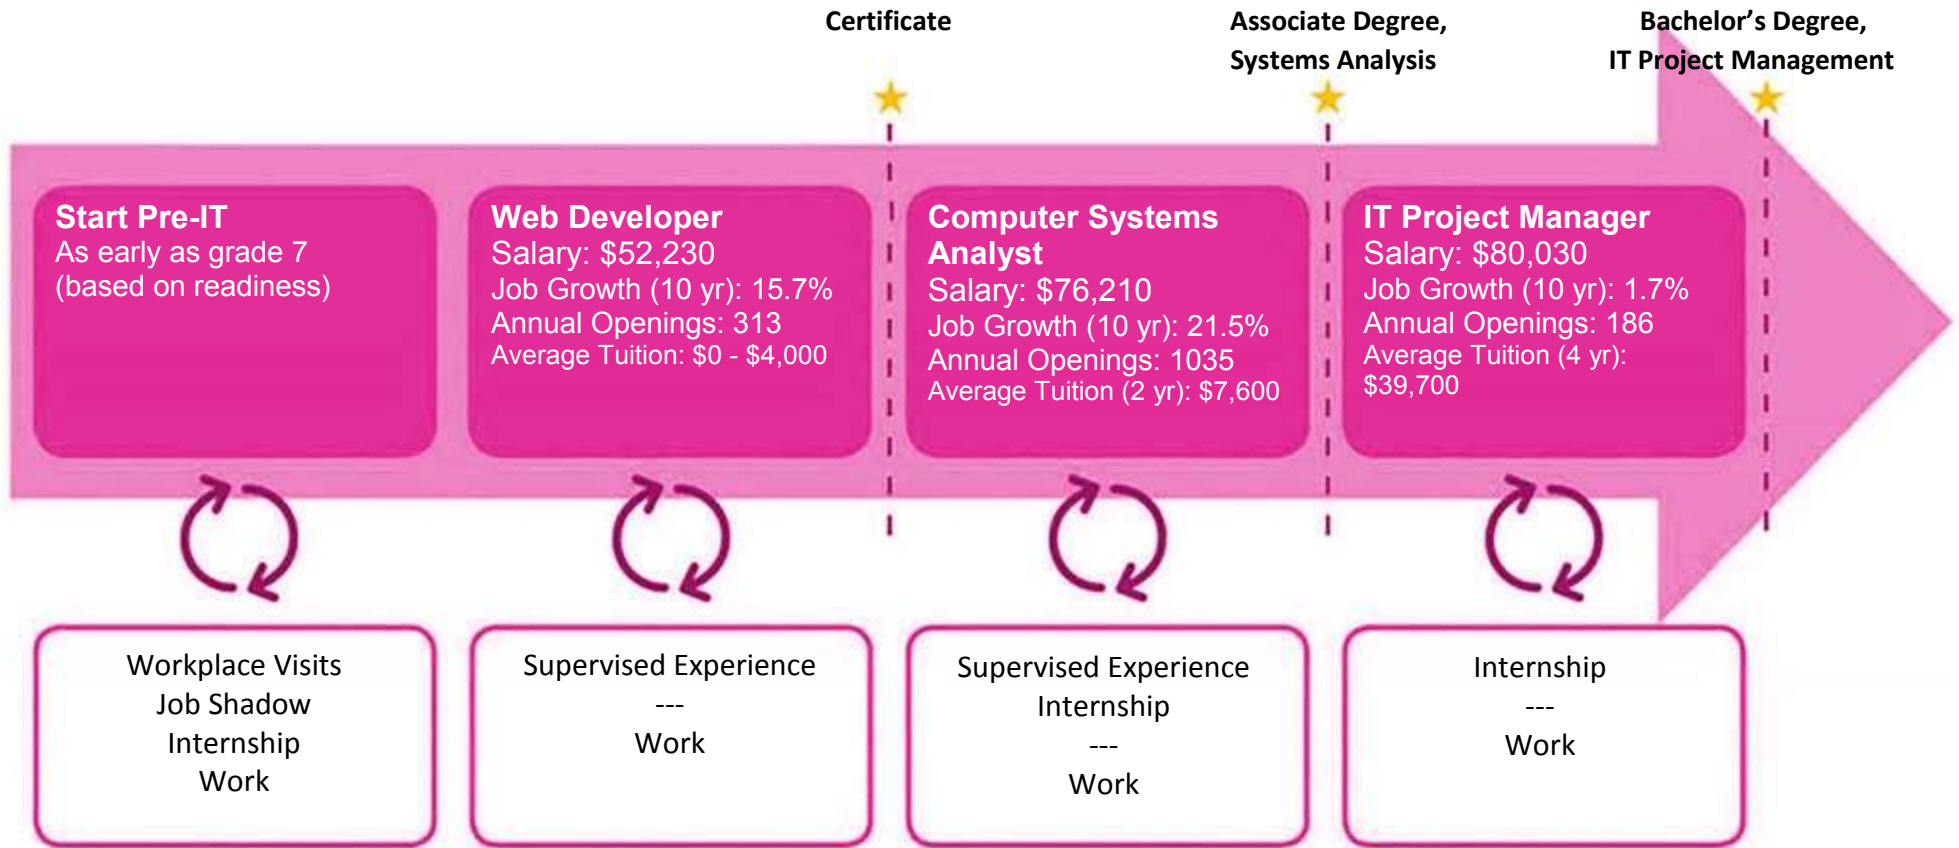 Certificate
Associate Degree,
Systems Analysis
Bachelor’s Degree,
IT Project Management
Start Pre-IT
As early as grade 7
(based on readiness)
Web Developer
Salary: $52,230
Job Growth (10 yr): 15.7%
Annual Openings: 313
Average Tuition: $0 - $4,000
Computer Systems
Analyst
Salary: $76,210
Job Growth (10 yr): 21.5%
Annual Openings: 1035
Average Tuition (2 yr): $7,600
IT Project Manager
Salary: $80,030
Job Growth (10 yr): 1.7%
Annual Openings: 186
Average Tuition (4 yr):
$39,700
Workplace Visits
Job Shadow
Internship
Work
Supervised Experience
---
Work
Supervised Experience
Internship
---
Work
Internship
---
Work